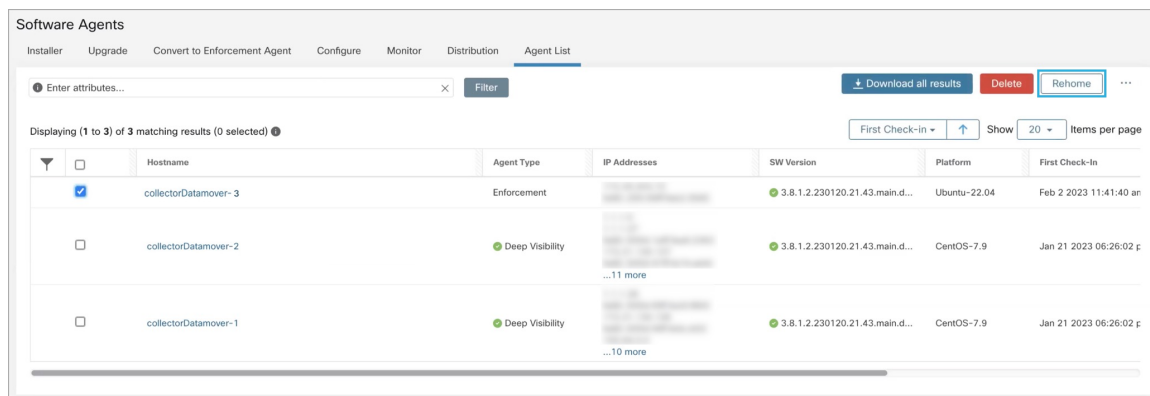 Software Agents
Installer Upgrade Convert to Enforcement Agent Configure Monitor Distribution Agent List
Enter attributes... × Filter Download all results Delete Rehome ...
Displaying (1 to 3) of 3 matching results (0 selected) First Check-in ↑ Show 20 Items per page
Hostname Agent Type IP Addresses SW Version Platform First Check-In
collectorDatamover- 3 Enforcement 3.8.1.2.230120.21.43.main.d... Ubuntu-22.04 Feb 2 2023 11:41:40 am
collectorDatamover-2 Deep Visibility 3.8.1.2.230120.21.43.main.d... CentOS-7.9 Jan 21 2023 06:26:02 p
...11 more
collectorDatamover-1 Deep Visibility 3.8.1.2.230120.21.43.main.d... CentOS-7.9 Jan 21 2023 06:26:02 p
...10 more